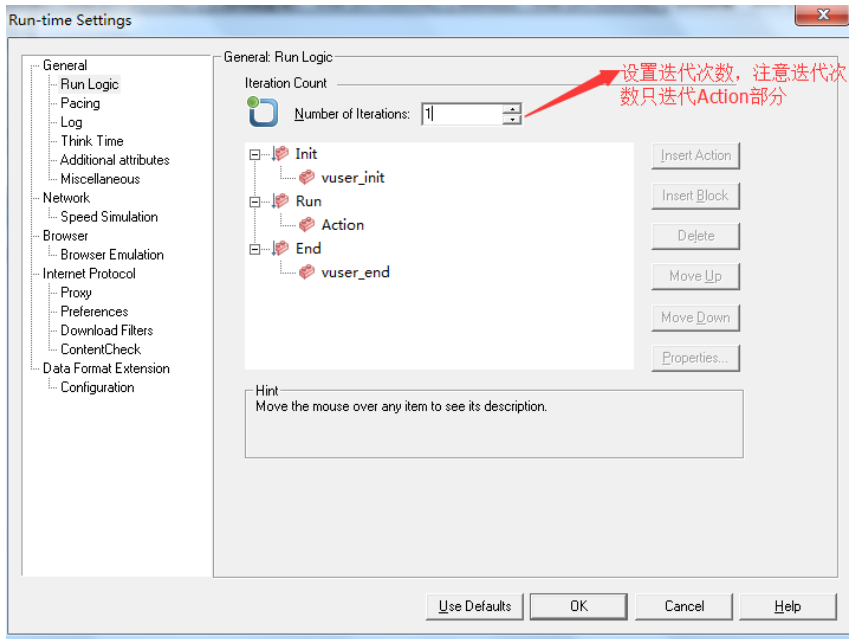 Run-time Settings
General
Run Logic
Pacing
Log
Think Time
Additional attributes
Miscellaneous
Network
Speed Simulation
Browser
Browser Emulation
Internet Protocol
Proxy
Preferences
Download Filters
ContentCheck
Data Format Extension
Configuration
General: Run Logic
Iteration Count
Number of Iterations: 1
设置迭代次数，注意迭代次
数只迭代Action部分
Init
vuser_init
Run
Action
End
vuser_end
Insert Action
Insert Block
Delete
Move Up
Move Down
Properties...
Hint
Move the mouse over any item to see its description.
Use Defaults
OK
Cancel
Help